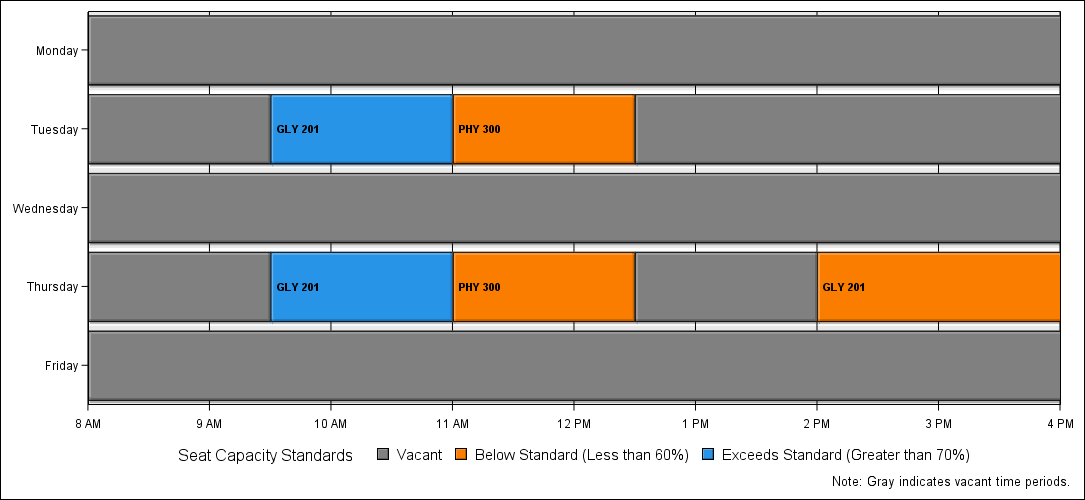 Monday
Tuesday
GLY 201
PHY 300
Wednesday
Thursday
GLY 201
PHY 300
GLY 201
Friday
8 AM
9 AM
10 AM
11 AM
12 PM
1 PM
2 PM
3 PM
4 PM
Seat Capacity Standards
Vacant
Below Standard (Less than 60%)
Exceeds Standard (Greater than 70%)
Note: Gray indicates vacant time periods.